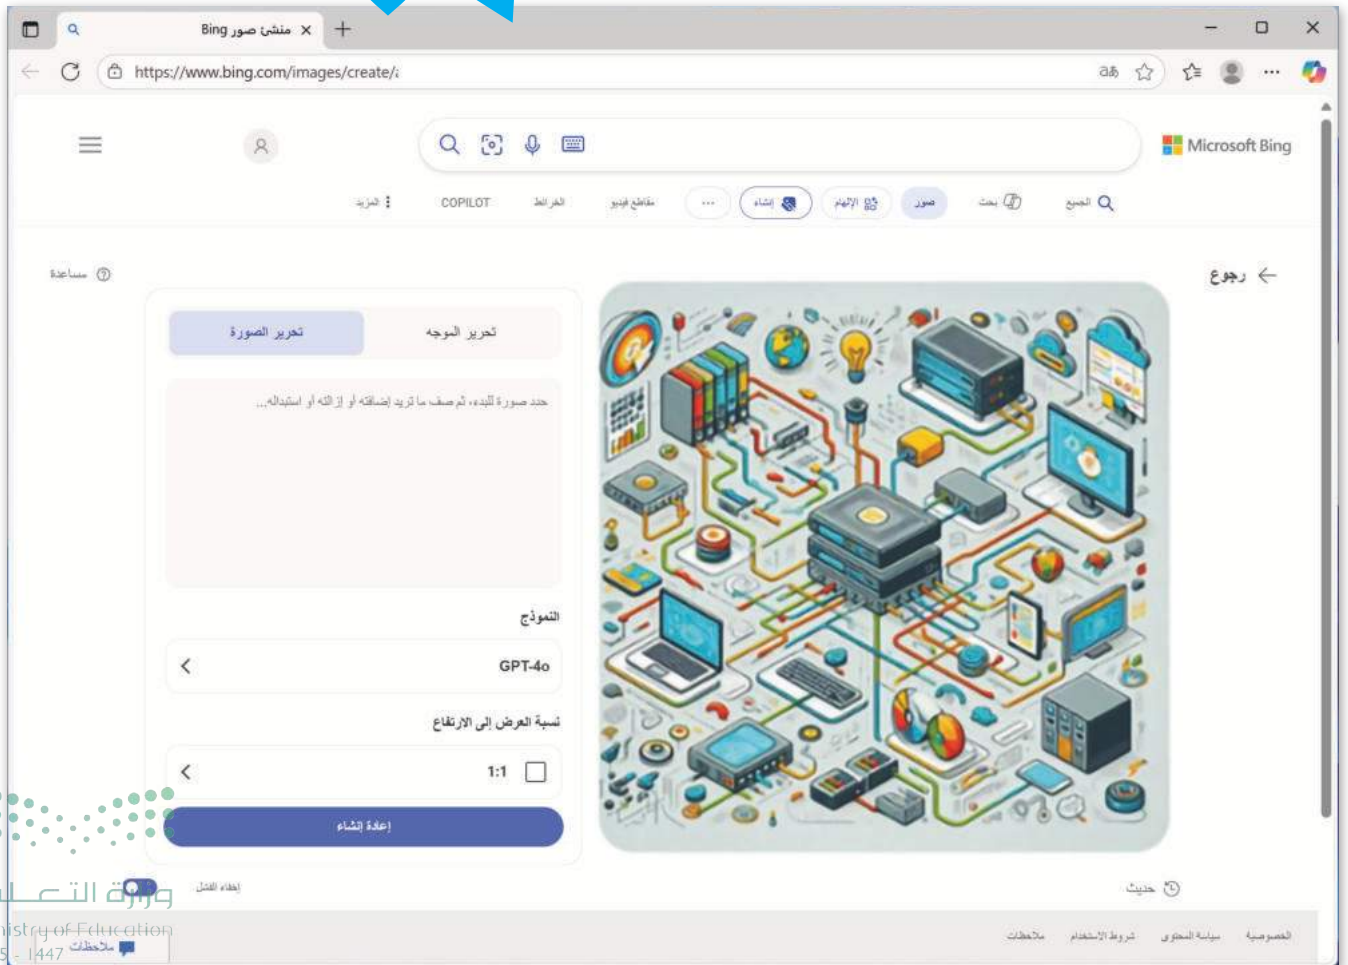 منشئ صور Bing
https://www.bing.com/images/create/
Microsoft Bing
الجميع
بحث
صور
الإلهام
إنشاء
مقاطع فيديو
الخرائط
COPILOT
المزيد
رجوع
مساعدة
تحرير الموجه
تحرير الصورة
حدد صورة للبدء، ثم صف ما تريد إضافته أو إزالته أو استبداله...
النموذج
GPT-4o
نسبة العرض إلى الارتفاع
1:1
إعادة إنشاء
حديث
إخفاء الفشل
الخصوصية
سياسة المحتوى
شروط الاستخدام
ملاحظات
ملاحظات
وزارة التعليم
Ministry of Education
1447